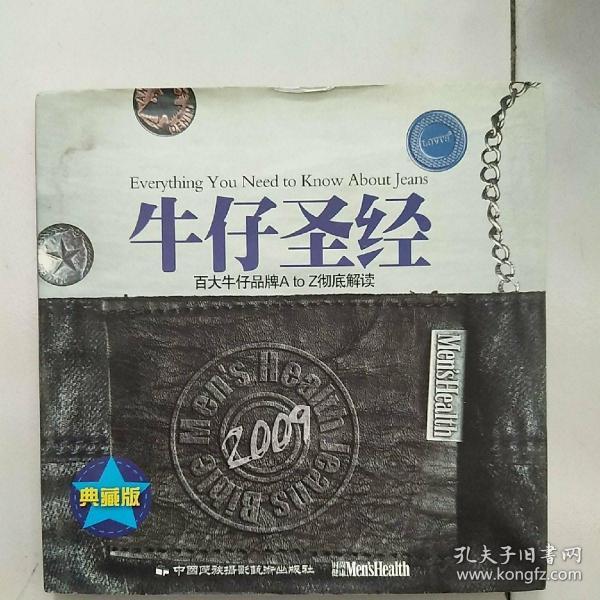 LEVI'S
Everything You Need to Know About Jeans
牛仔圣经
百大牛仔品牌A to Z彻底解读
Men'sHealth
Men's Health Jeans Bible
2009
典藏版
中国民族摄影艺术出版社
Men'sHealth
孔夫子旧书网
www.kongfz.com